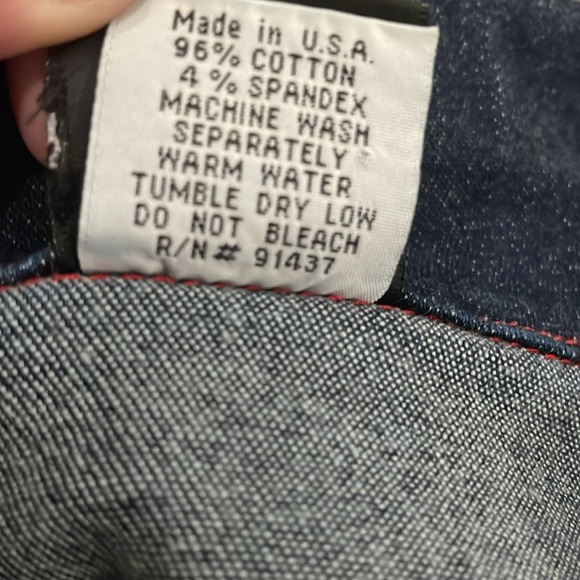 Made in U.S.A.
96% COTTON
4% SPANDEX
MACHINE WASH
SEPARATELY
WARM WATER
TUMBLE DRY LOW
DO NOT BLEACH
R/N# 91437